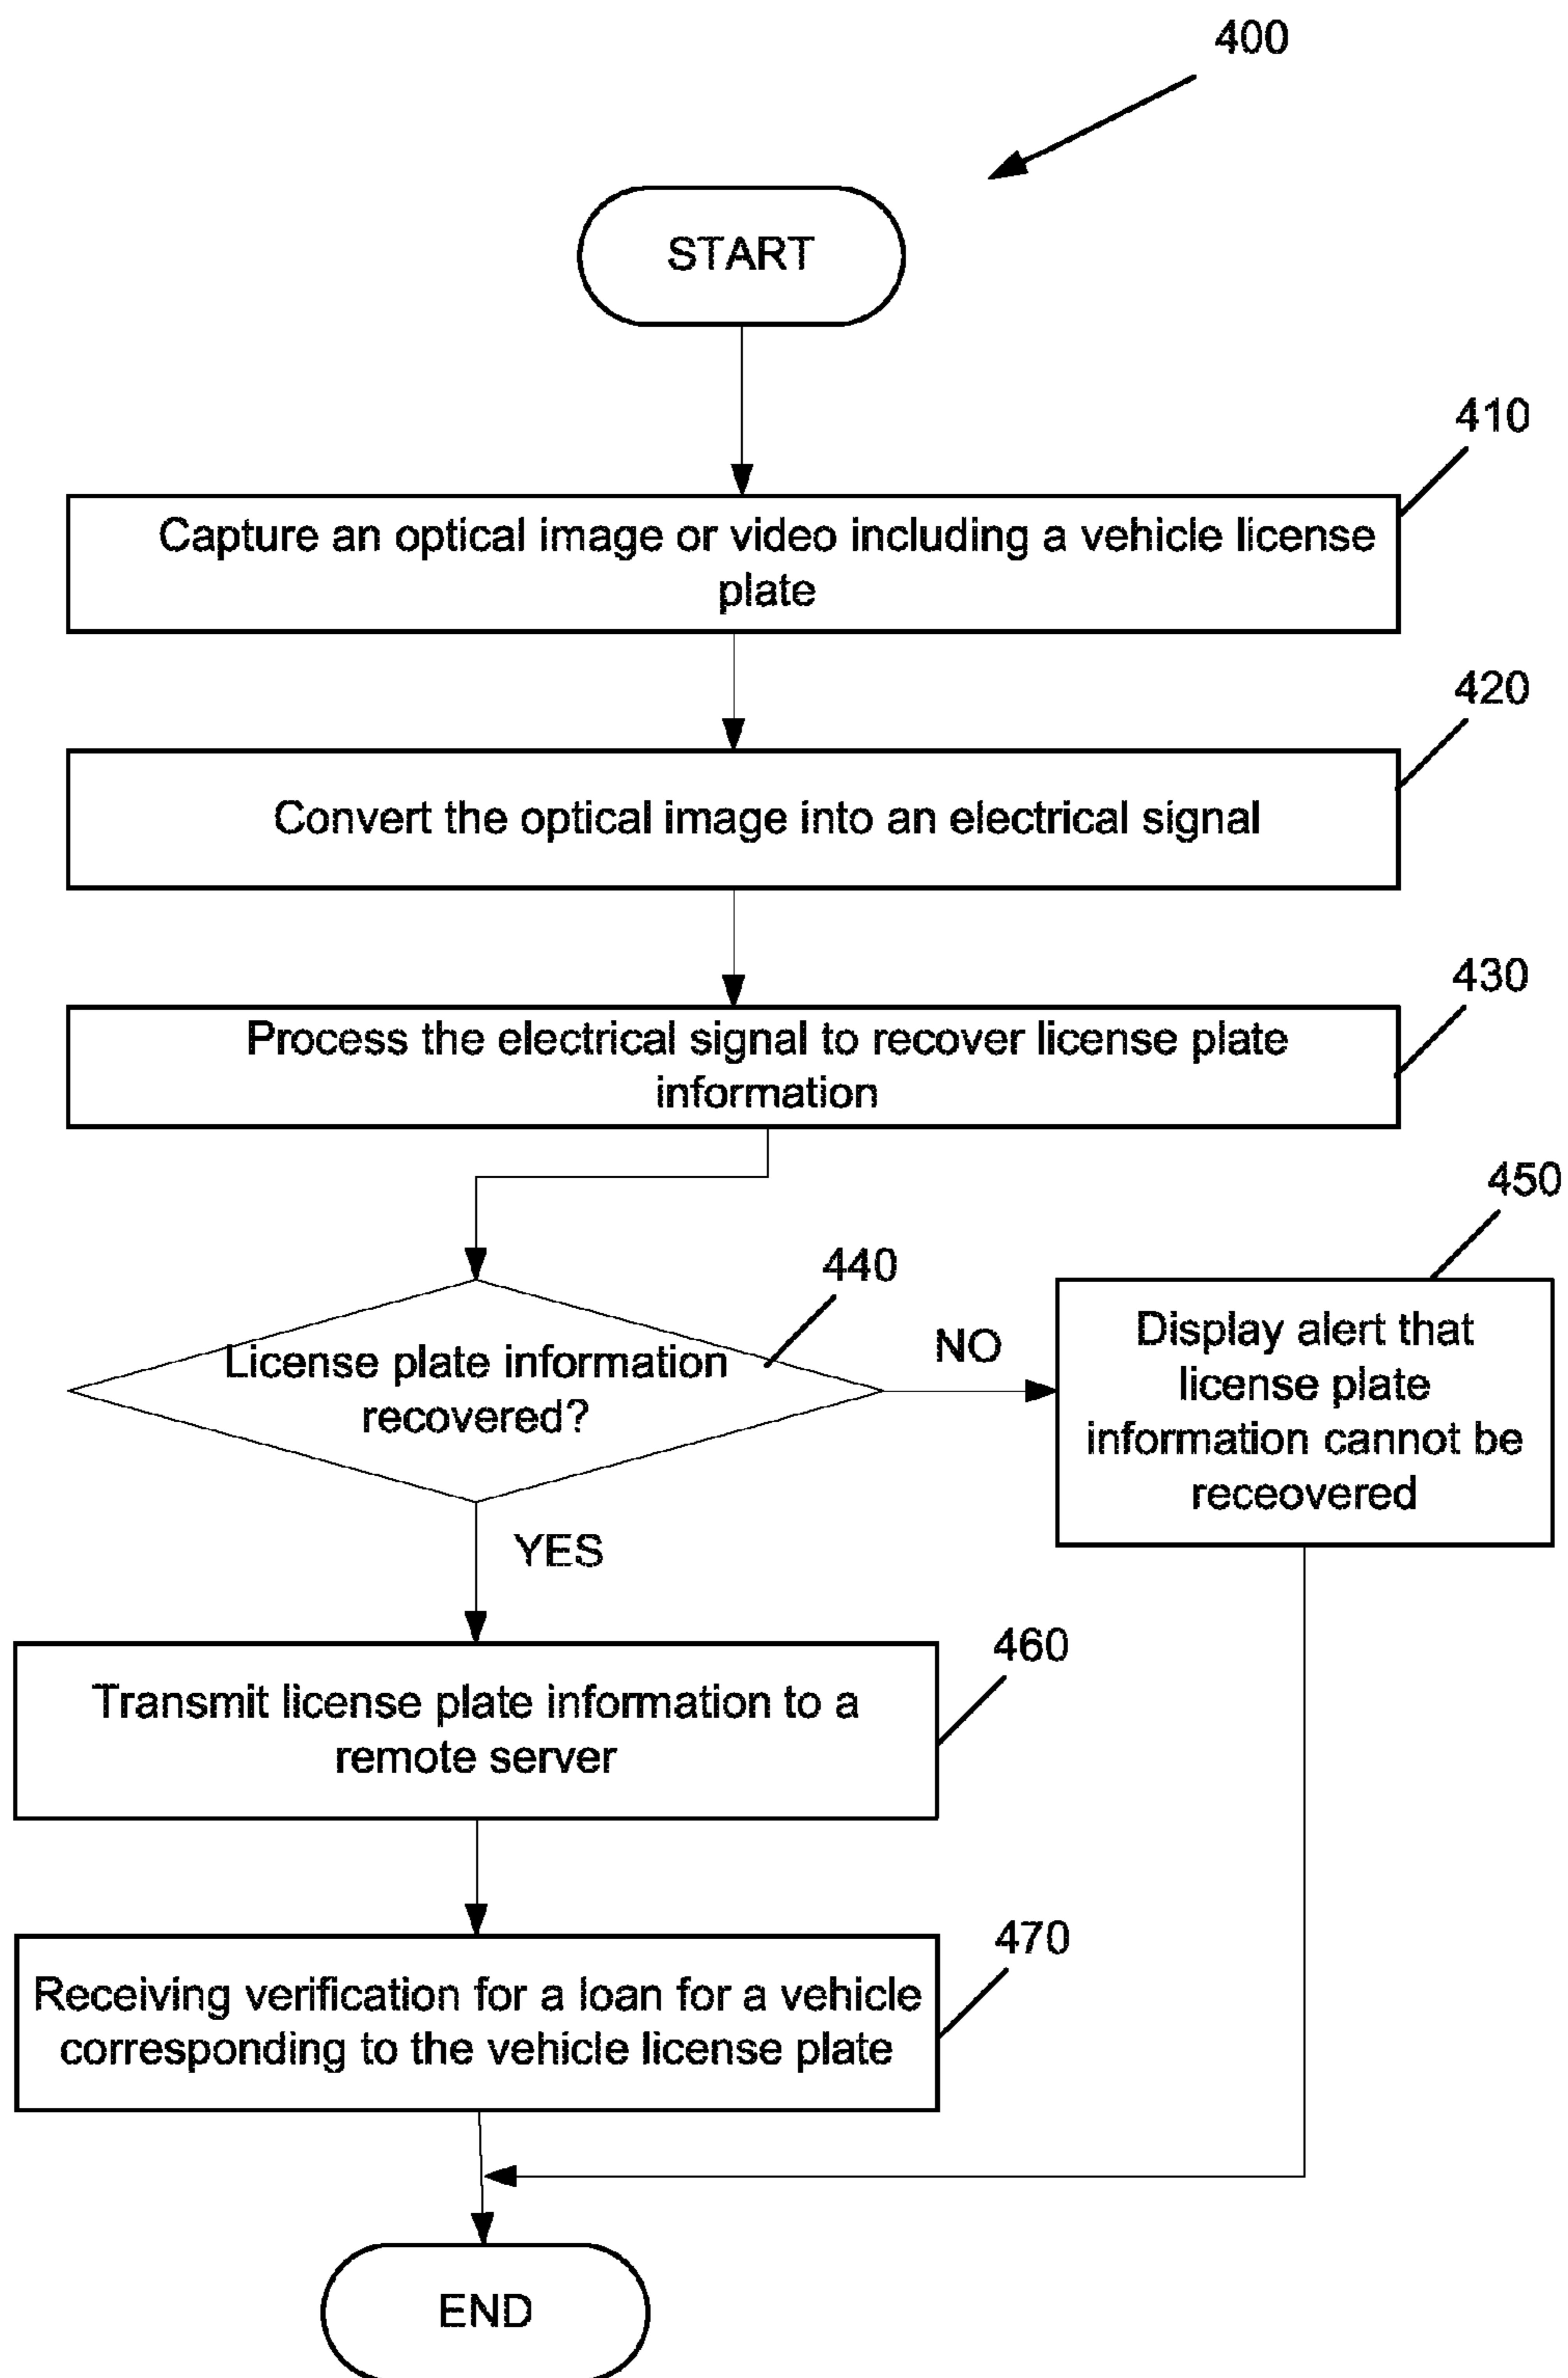 400
START
410
Capture an optical image or video including a vehicle license
plate
420
Convert the optical image into an electrical signal
430
Process the electrical signal to recover license plate
information
440
License plate information
recovered?
NO
450
Display alert that
license plate
information cannot be
receovered
YES
460
Transmit license plate information to a
remote server
470
Receiving verification for a loan for a vehicle
corresponding to the vehicle license plate
END